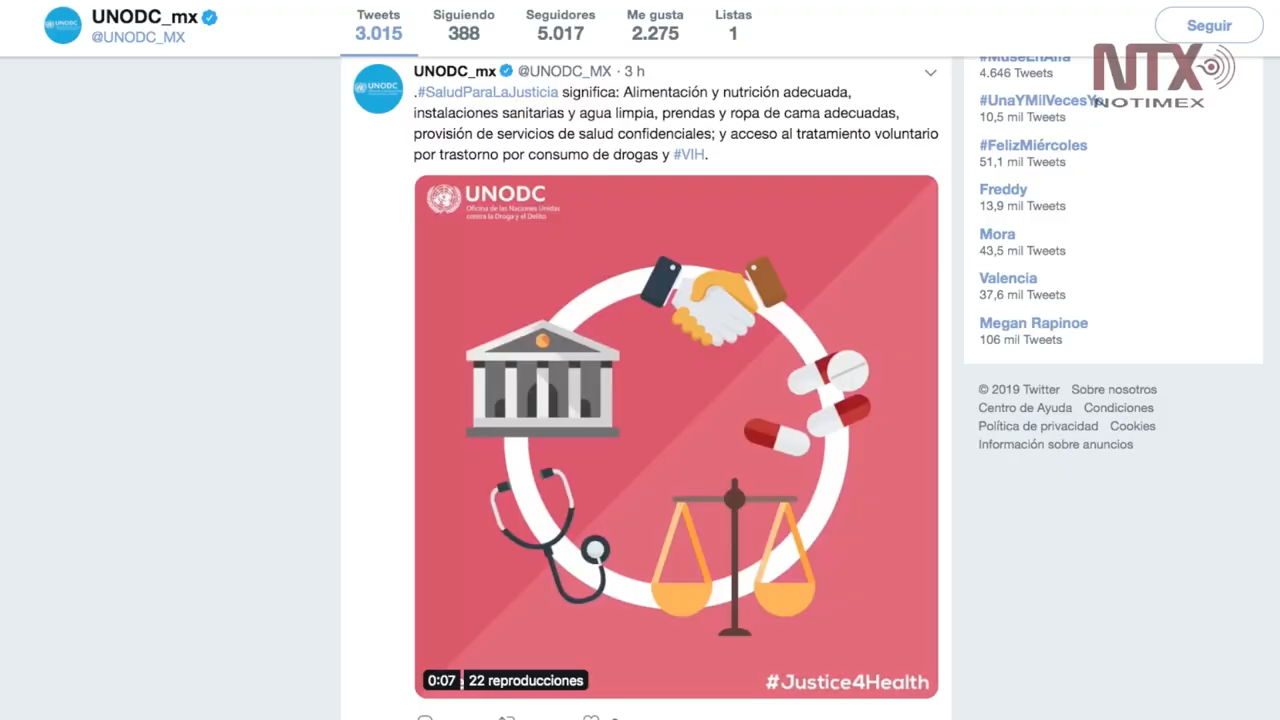 UNODC_mx
@UNODC_MX
Tweets
3.015
Siguiendo
388
Seguidores
5.017
Me gusta
2.275
Listas
1
Seguir
UNODC_mx @UNODC_MX · 3 h
.#SaludParaLaJusticia significa: Alimentación y nutrición adecuada,
instalaciones sanitarias y agua limpia, prendas y ropa de cama adecuadas,
provisión de servicios de salud confidenciales; y acceso al tratamiento voluntario
por trastorno por consumo de drogas y #VIH.
UNODC
Oficina de las Naciones Unidas
contra la Droga y el Delito
0:07
22 reproducciones
#Justice4Health
NTX
NOTIMEX
4.646 Tweets
#UnaYMilVecesYo
10,5 mil Tweets
#FelizMiércoles
51,1 mil Tweets
Freddy
13,9 mil Tweets
Mora
43,5 mil Tweets
Valencia
37,6 mil Tweets
Megan Rapinoe
106 mil Tweets
© 2019 Twitter Sobre nosotros
Centro de Ayuda Condiciones
Política de privacidad Cookies
Información sobre anuncios